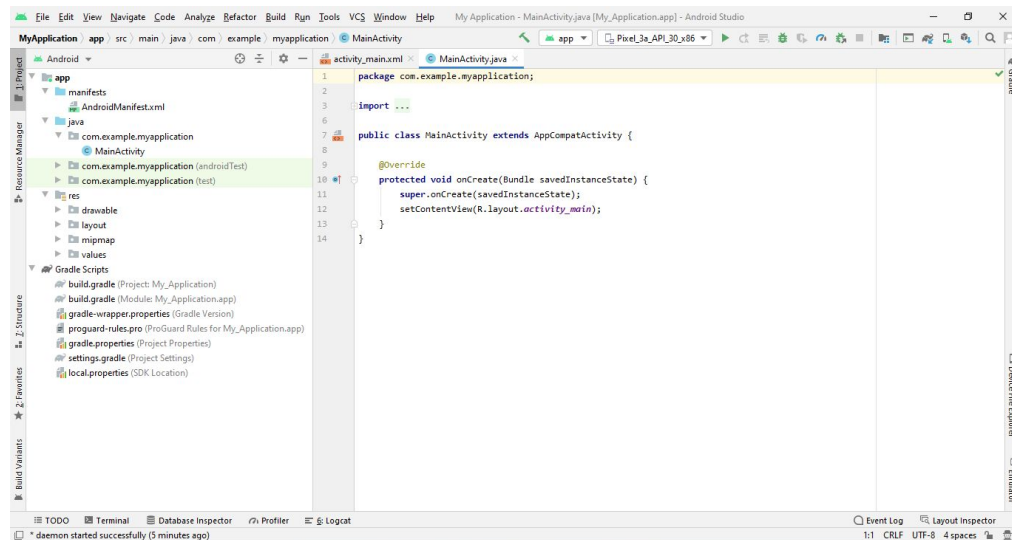 File Edit View Navigate Code Analyze Refactor Build Run Tools VCS Window Help My Application - MainActivity.java [My_Application.app] - Android Studio
MyApplication app src main java com example myapplication MainActivity
app Pixel_3a_API_30_x86
Android
activity_main.xml
MainActivity.java
1: Project
Resource Manager
Z: Structure
2: Favorites
Build Variants
app
manifests
AndroidManifest.xml
java
com.example.myapplication
MainActivity
com.example.myapplication (androidTest)
com.example.myapplication (test)
res
drawable
layout
mipmap
values
Gradle Scripts
build.gradle (Project: My_Application)
build.gradle (Module: My_Application.app)
gradle-wrapper.properties (Gradle Version)
proguard-rules.pro (ProGuard Rules for My_Application.app)
gradle.properties (Project Properties)
settings.gradle (Project Settings)
local.properties (SDK Location)
1 package com.example.myapplication;
2
3 import ...
6
7 public class MainActivity extends AppCompatActivity {
8
9 @Override
10 protected void onCreate(Bundle savedInstanceState) {
11 super.onCreate(savedInstanceState);
12 setContentView(R.layout.activity_main);
13 }
14 }
TODO Terminal Database Inspector Profiler 6: Logcat
Event Log Layout Inspector
* daemon started successfully (5 minutes ago)
1:1 CRLF UTF-8 4 spaces